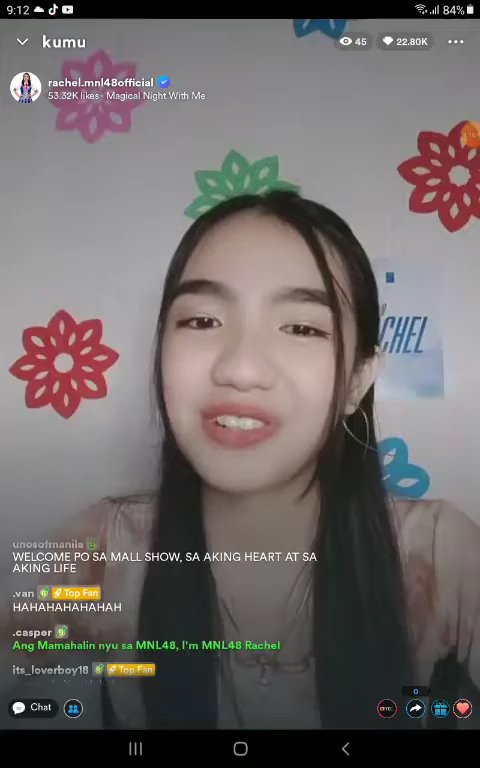 9:12
84%
kumu
45
22.80K
rachel.mnl48official
53.32K likes · Magical Night With Me
CHEL
unosofmanila
WELCOME PO SA MALL SHOW, SA AKING HEART AT SA
AKING LIFE
.van Top Fan
HAHAHAHAHAHAH
.casper
Ang Mamahalin nyu sa MNL48, I'm MNL48 Rachel
its_loverboy18 Top Fan
0
Chat